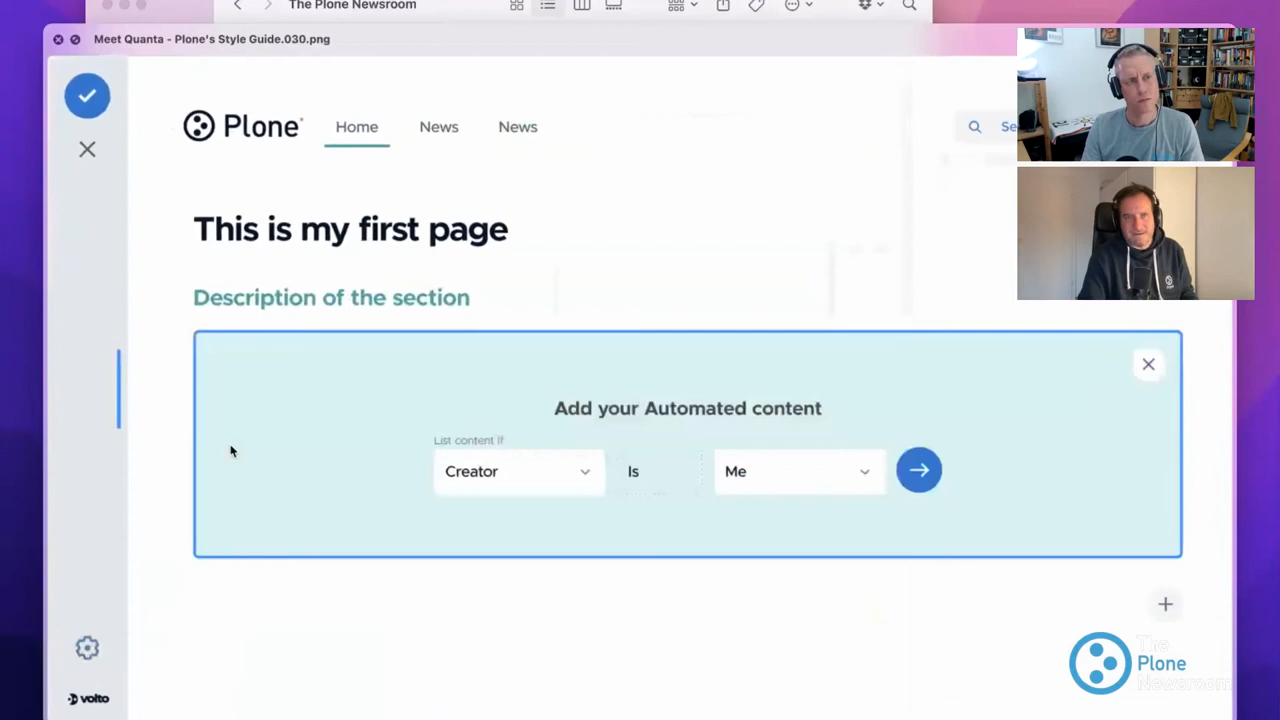 The Plone Newsroom
Meet Quanta - Plone's Style Guide.030.png
Plone
Home
News
News
Se
This is my first page
Description of the section
Add your Automated content
List content if
Creator
Is
Me
volto
The
Plone
Newsroom